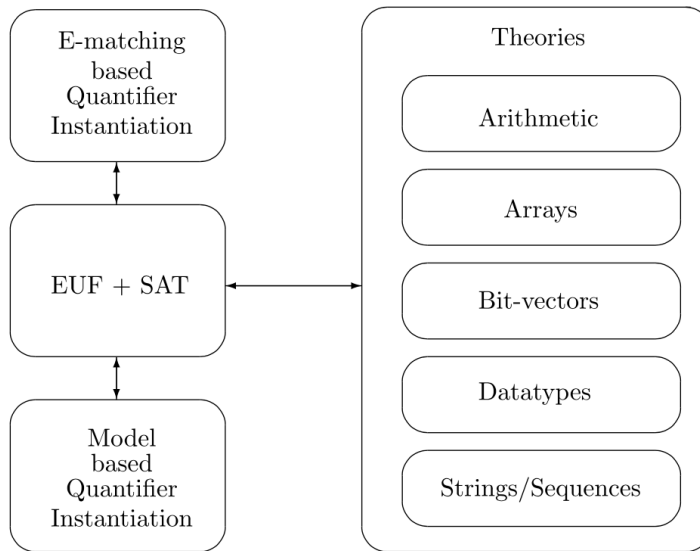 E-matching
based
Quantifier
Instantiation
EUF + SAT
Model
based
Quantifier
Instantiation
Theories
Arithmetic
Arrays
Bit-vectors
Datatypes
Strings/Sequences